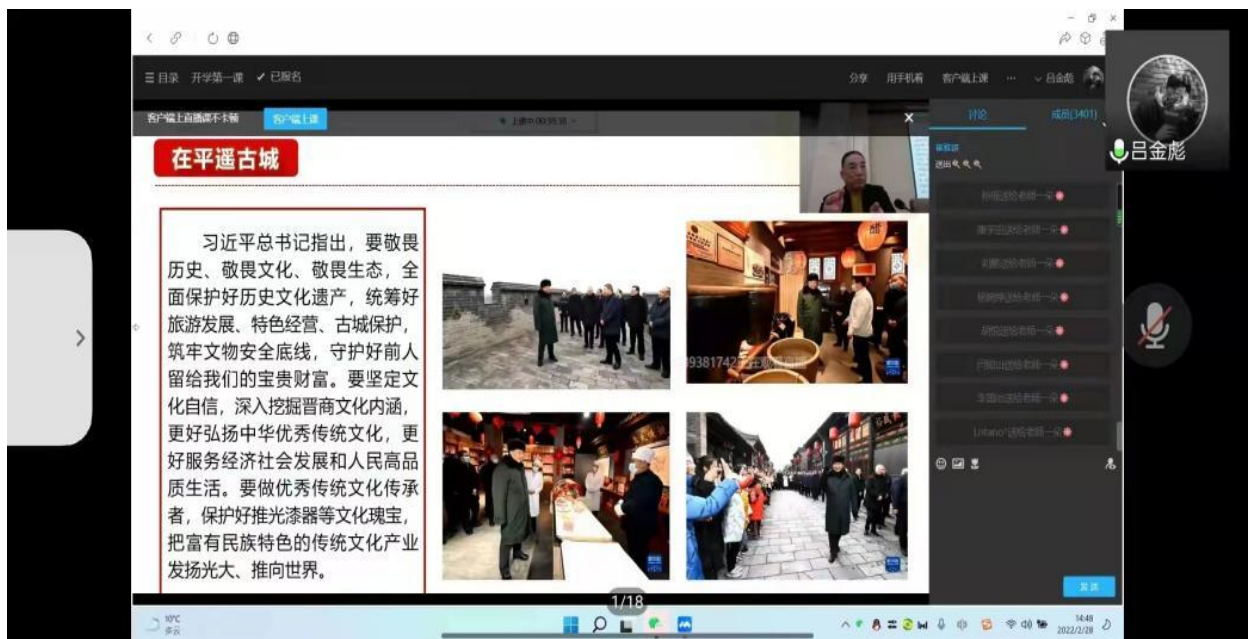 目录 开学第一课 ✓ 已报名
分享 用手机看 客户端上课 ··· 吕金彪
客户端上直播课不卡顿 客户端上课
讨论 成员(3401)
吕金彪
送出
在平遥古城
习近平总书记指出，要敬畏
历史、敬畏文化、敬畏生态，全
面保护好历史文化遗产，统筹好
旅游发展、特色经营、古城保护，
筑牢文物安全底线，守护好前人
留给我们的宝贵财富。要坚定文
化自信，深入挖掘晋商文化内涵，
更好弘扬中华优秀传统文化，更
好服务经济社会发展和人民高品
质生活。要做优秀传统文化传承
者，保护好推光漆器等文化瑰宝，
把富有民族特色的传统文化产业
发扬光大、推向世界。
醋
发送
1/18
10°C
多云
14:48
2022/2/28